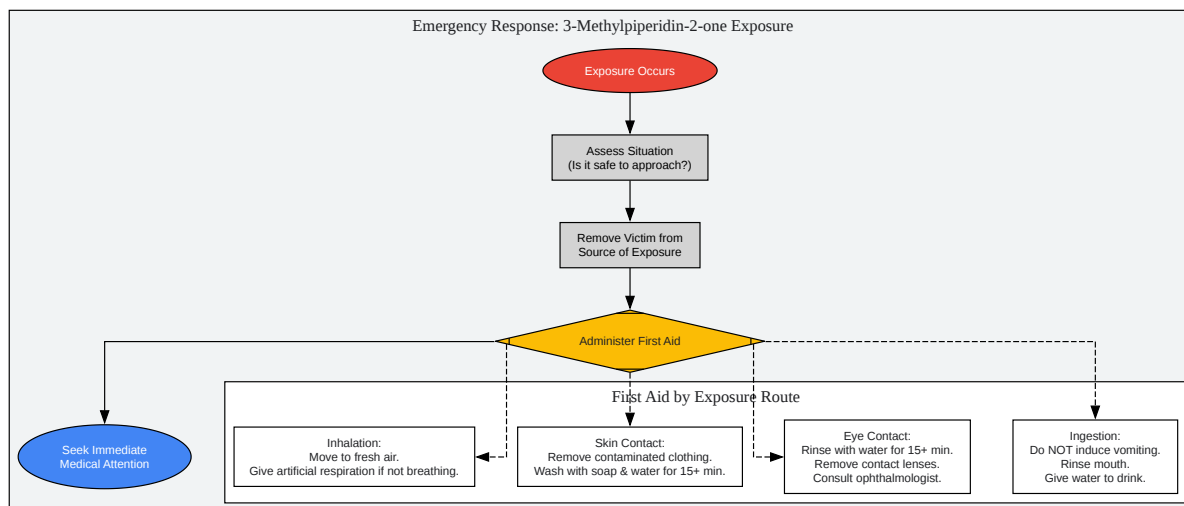 Emergency Response: 3-Methylpiperidin-2-one Exposure
Exposure Occurs
Assess Situation
(Is it safe to approach?)
Remove Victim from
Source of Exposure
Administer First Aid
First Aid by Exposure Route
Seek Immediate
Medical Attention
Inhalation:
Move to fresh air.
Give artificial respiration if not breathing.
Skin Contact:
Remove contaminated clothing.
Wash with soap & water for 15+ min.
Eye Contact:
Rinse with water for 15+ min.
Remove contact lenses.
Consult ophthalmologist.
Ingestion:
Do NOT induce vomiting.
Rinse mouth.
Give water to drink.